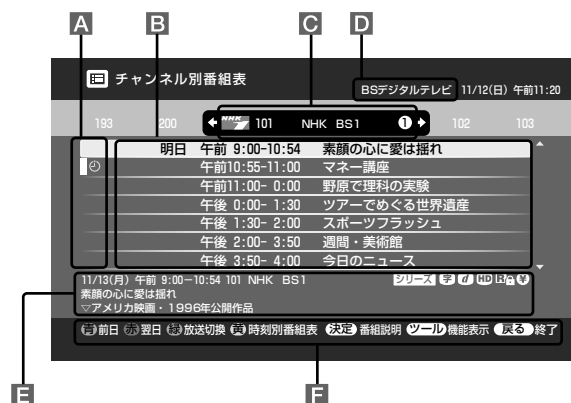 A B C D
チャンネル別番組表
BSデジタルテレビ 11/12(日) 午前11:20
193 200 NHK 101 NHK BS1 1 102 103
明日 午前 9:00-10:54 素顔の心に愛は揺れ
午前10:55-11:00 マネー講座
午前11:00- 0:00 野原で理科の実験
午後 0:00- 1:30 ツアーでめぐる世界遺産
午後 1:30- 2:00 スポーツフラッシュ
午後 2:00- 3:50 週間・美術館
午後 3:50- 4:00 今日のニュース
11/13(月) 午前 9:00-10:54 101 NHK BS1 シリーズ 字 d HD R ¥
素顔の心に愛は揺れ
▽アメリカ映画・1996年公開作品
青 前日 赤 翌日 緑 放送切換 黄 時刻別番組表 決定 番組説明 ツール 機能表示 戻る 終了
E F